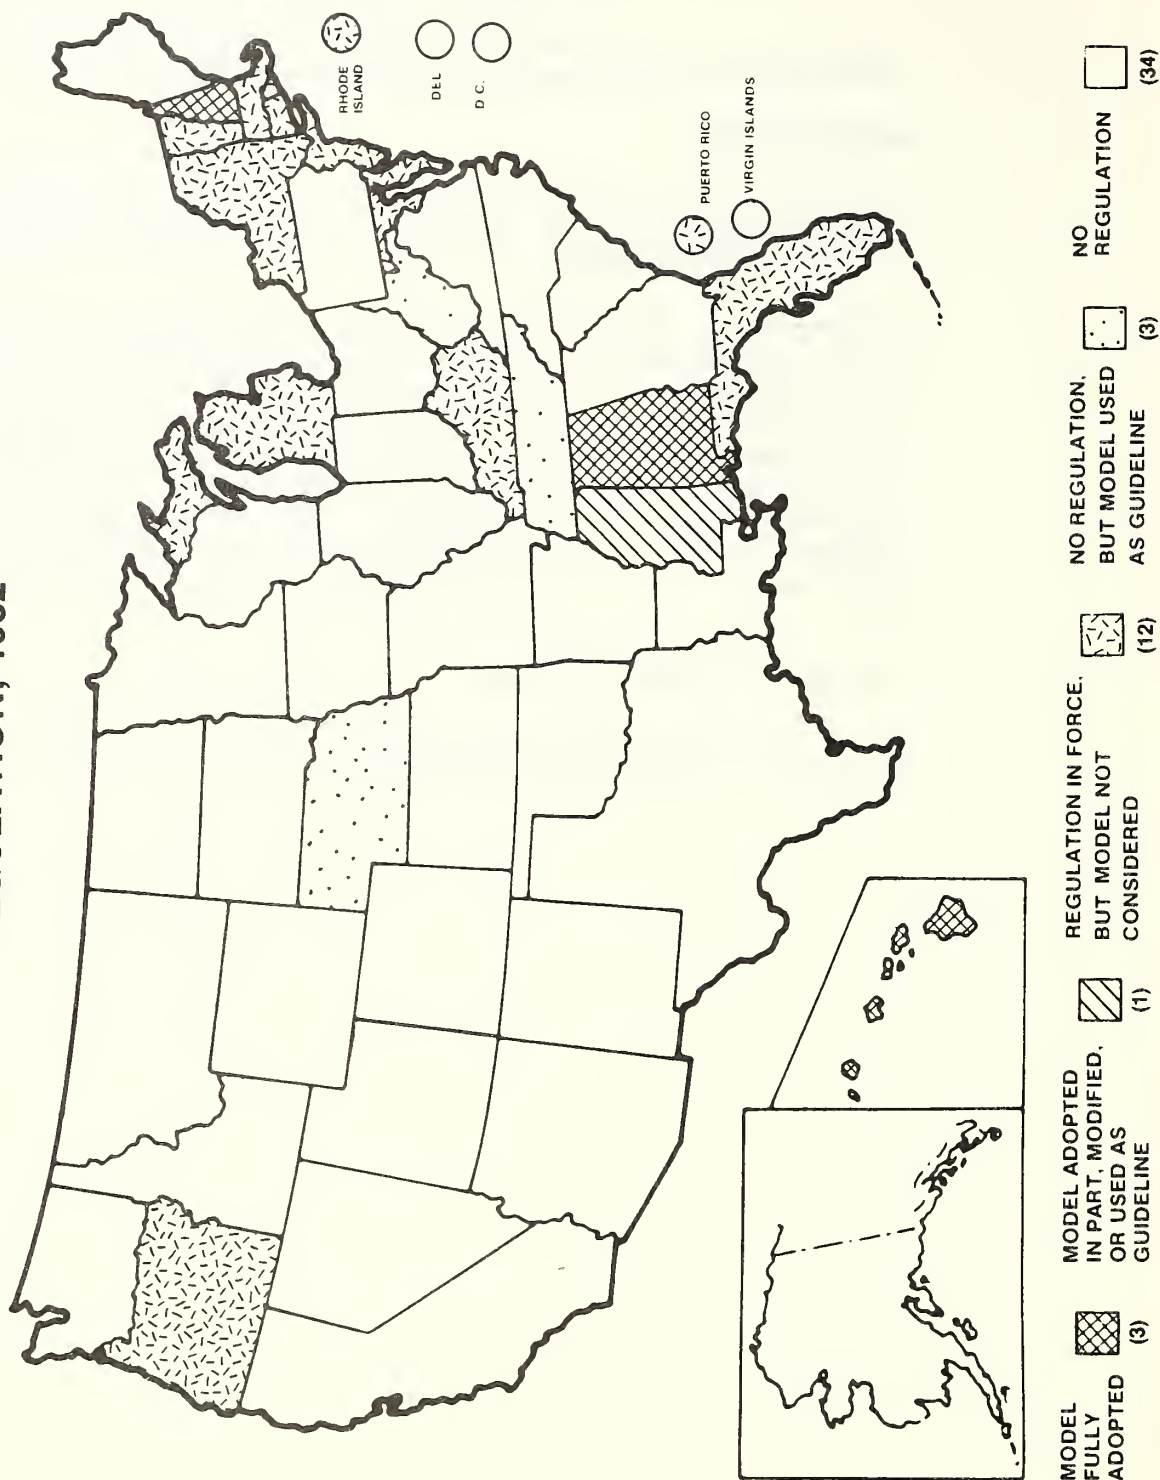 RHODE
ISLAND
DEL
D.C.
PUERTO RICO
VIRGIN ISLANDS
MODEL
FULLY
ADOPTED
(3)
MODEL ADOPTED
IN PART, MODIFIED,
OR USED AS
GUIDELINE
(1)
REGULATION IN FORCE,
BUT MODEL NOT
CONSIDERED
(12)
NO REGULATION,
BUT MODEL USED
AS GUIDELINE
(3)
NO
REGULATION
(34)